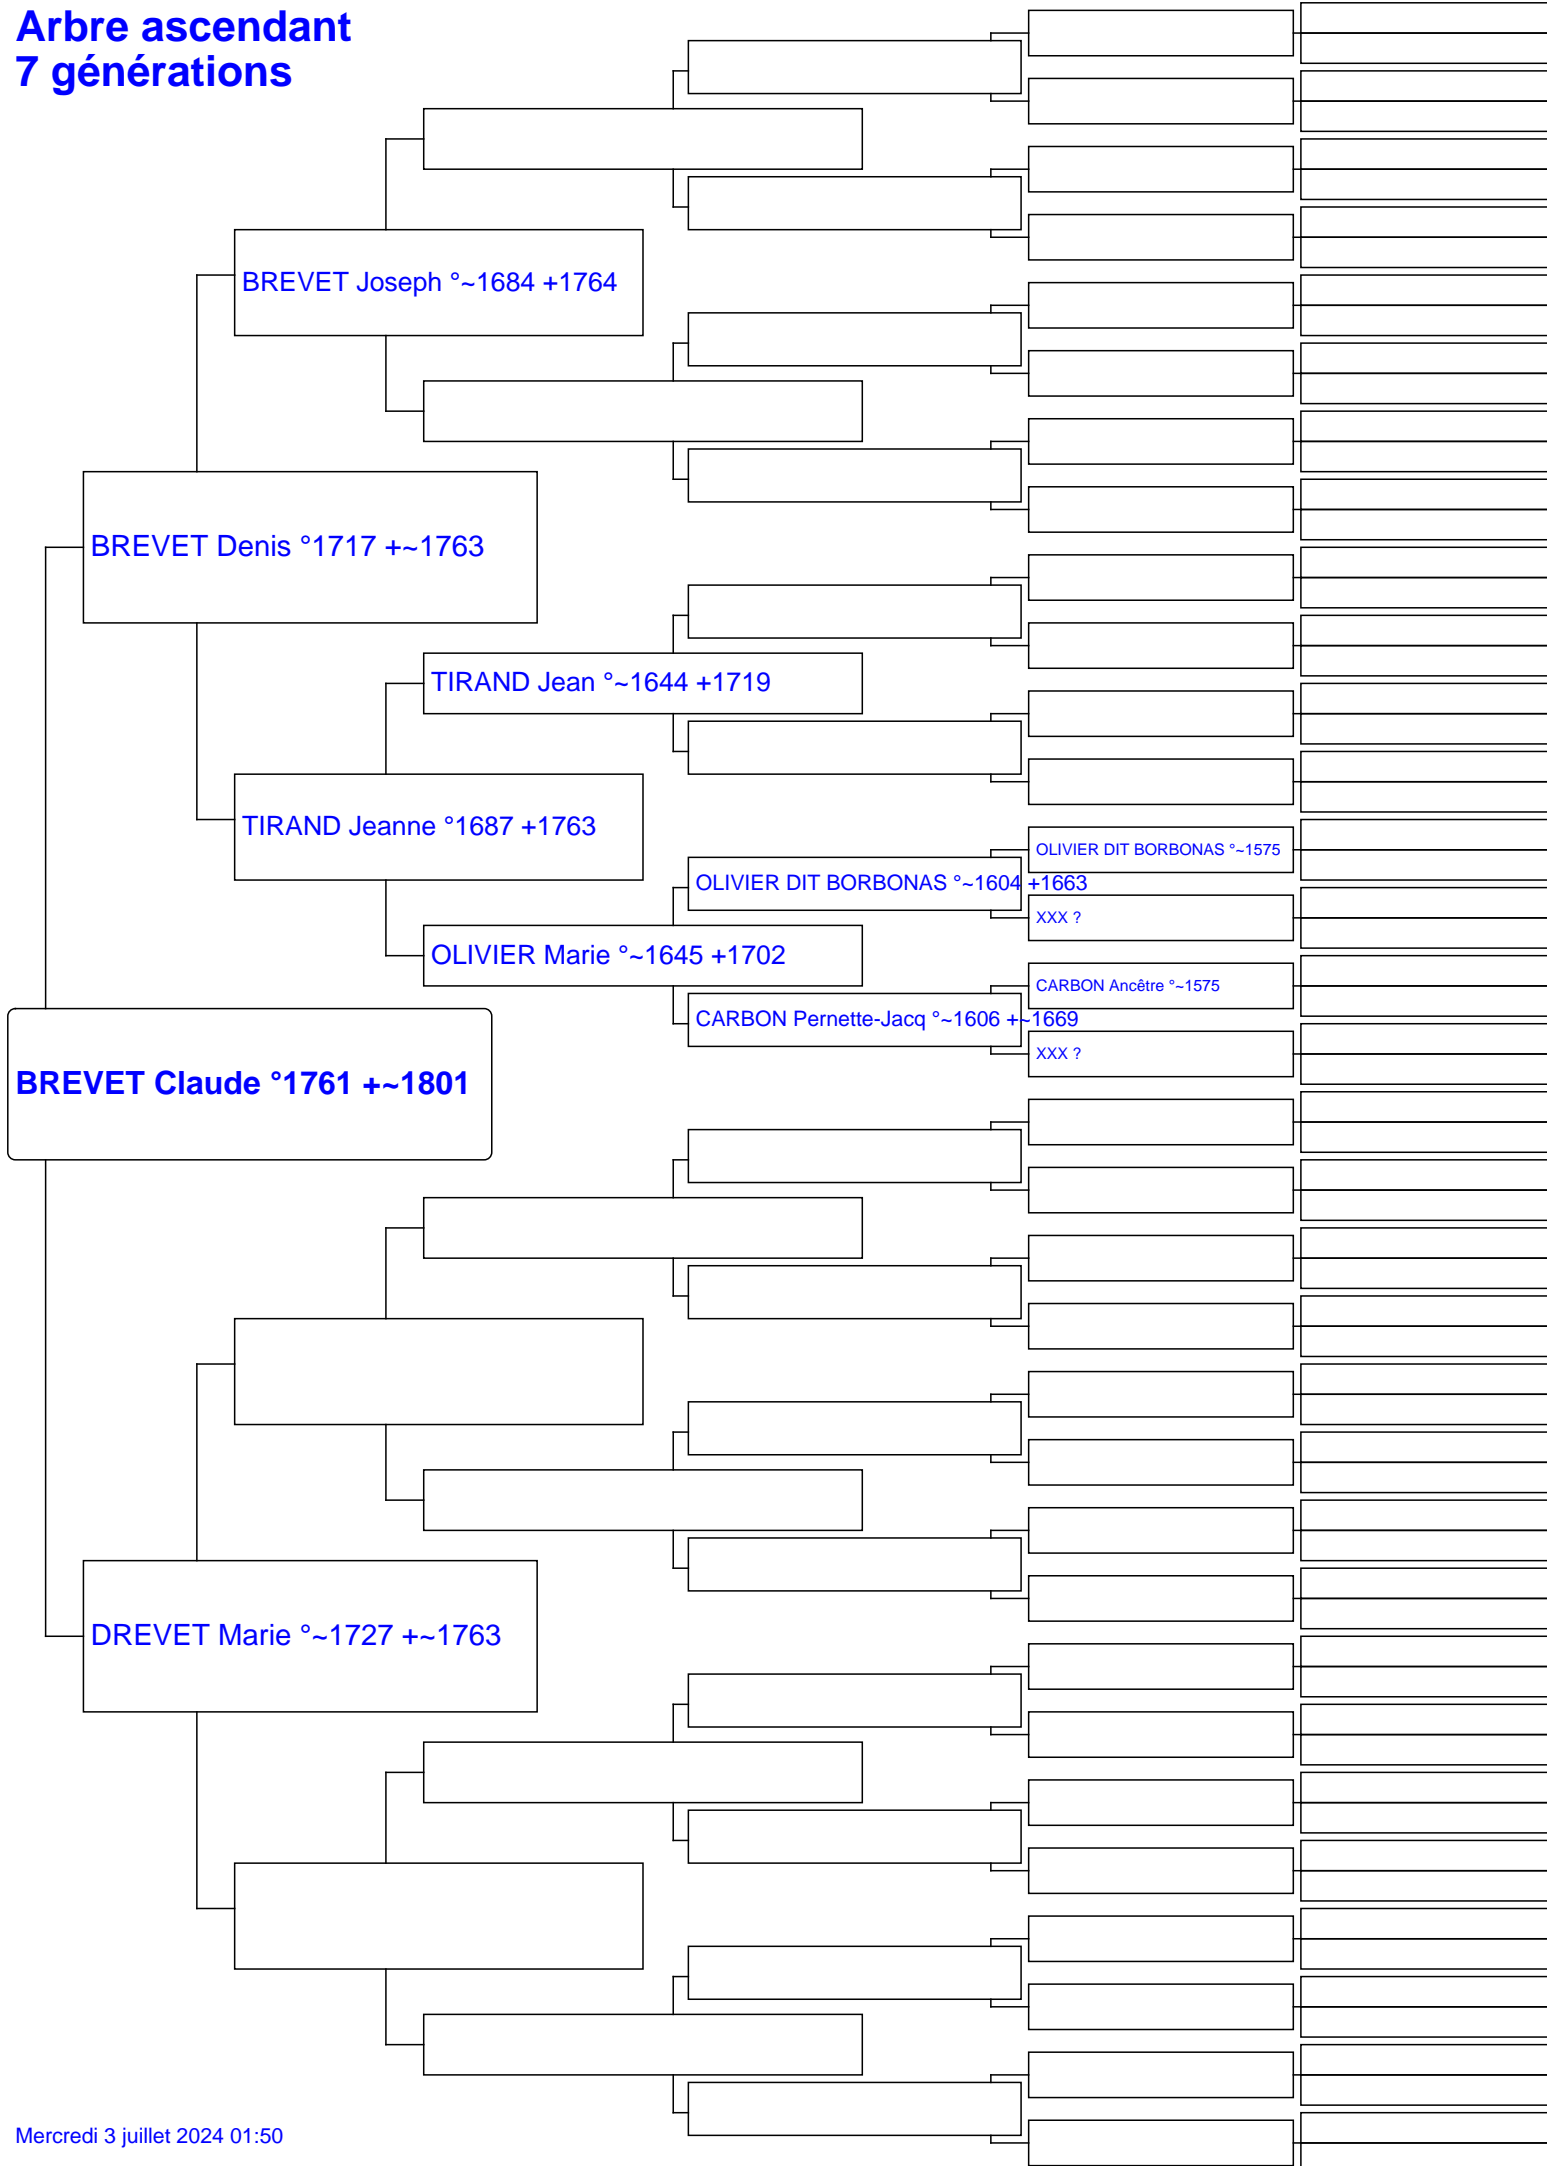 Arbre ascendant
7 générations
BREVET Joseph °~1684 +1764
BREVET Denis °1717 +~1763
TIRAND Jean °~1644 +1719
TIRAND Jeanne °1687 +1763
OLIVIER DIT BORBONAS °~1575
OLIVIER DIT BORBONAS °~1604 +1663
XXX ?
OLIVIER Marie °~1645 +1702
CARBON Ancêtre °~1575
CARBON Pernette-Jacq °~1606 +~1669
XXX ?
BREVET Claude °1761 +~1801
DREVET Marie °~1727 +~1763
Mercredi 3 juillet 2024 01:50